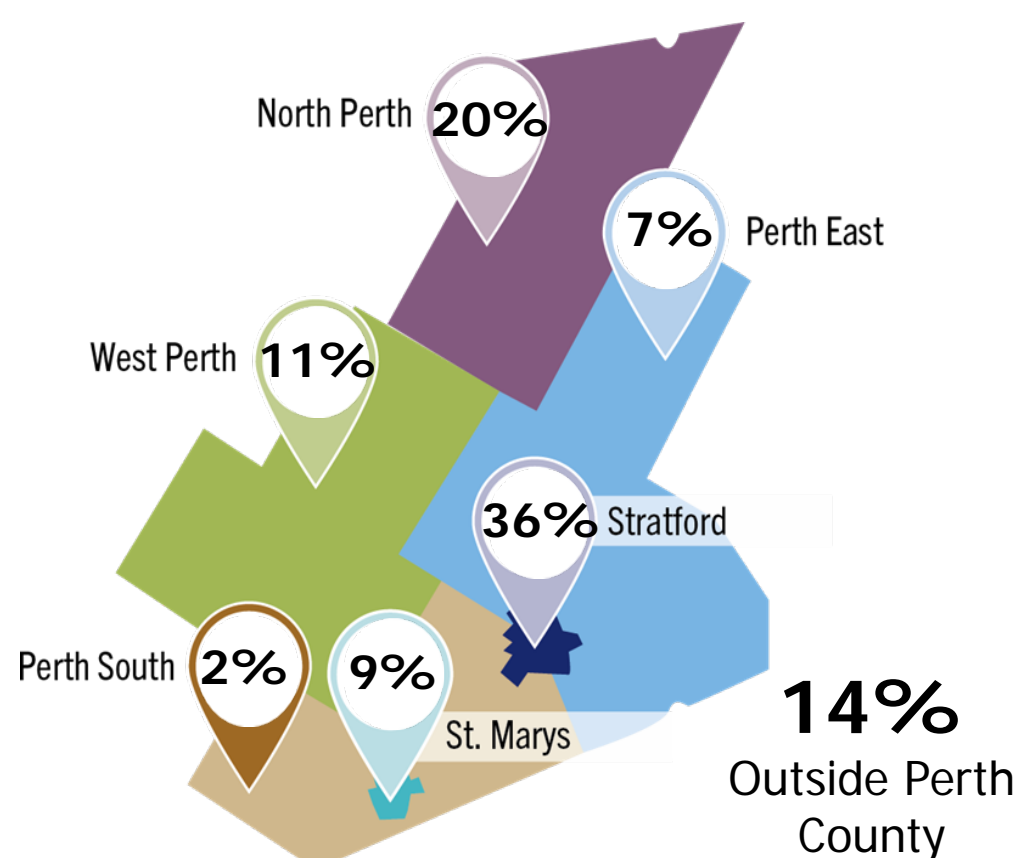 North Perth
20%
7%
Perth East
West Perth
11%
36%
Stratford
Perth South
2%
9%
St. Marys
14%
Outside Perth
County